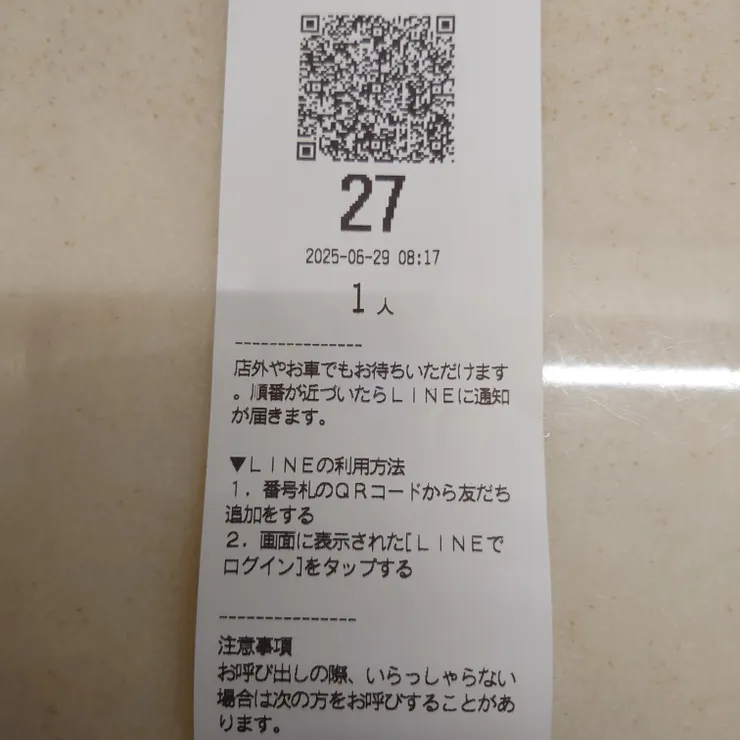 27
2025-06-29 08:17
1人
---------------
店外やお車でもお待ちいただけます
。順番が近づいたらLINEに通知
が届きます。
▼LINEの利用方法
1.番号札のQRコードから友だち
追加をする
2.画面に表示された[LINEで
ログイン]をタップする
---------------
注意事項
お呼び出しの際、いらっしゃらない
場合は次の方をお呼びすることがあ
ります。